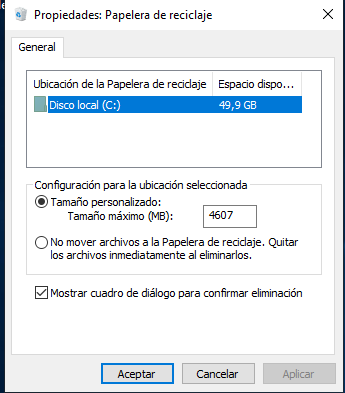 Propiedades: Papelera de reciclaje
General
Ubicación de la Papelera de reciclaje Espacio dispo...
Disco local (C:) 49,9 GB
Configuración para la ubicación seleccionada
Tamaño personalizado:
Tamaño máximo (MB): 4607
No mover archivos a la Papelera de reciclaje. Quitar
los archivos inmediatamente al eliminarlos.
Mostrar cuadro de diálogo para confirmar eliminación
Aceptar Cancelar Aplicar